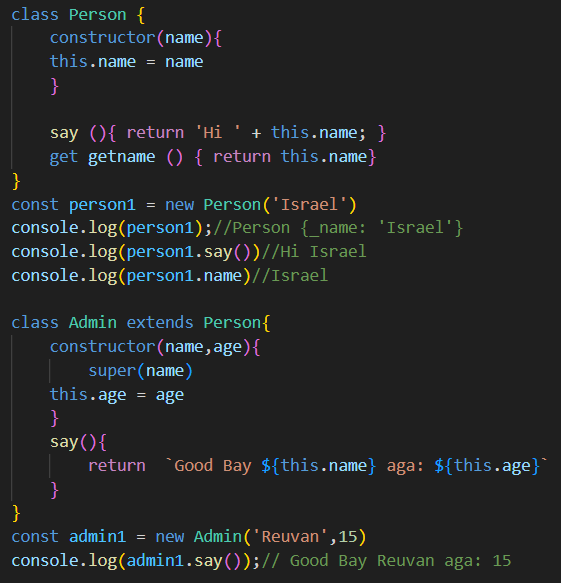 class Person {
constructor(name){
this.name = name
}
say (){ return 'Hi ' + this.name; }
get getname () { return this.name}
}
const person1 = new Person('Israel')
console.log(person1);//Person {_name: 'Israel'}
console.log(person1.say())//Hi Israel
console.log(person1.name)//Israel
class Admin extends Person{
constructor(name,age){
super(name)
this.age = age
}
say(){
return  `Good Bay ${this.name} aga: ${this.age}`
}
}
const admin1 = new Admin('Reuvan',15)
console.log(admin1.say());// Good Bay Reuvan aga: 15